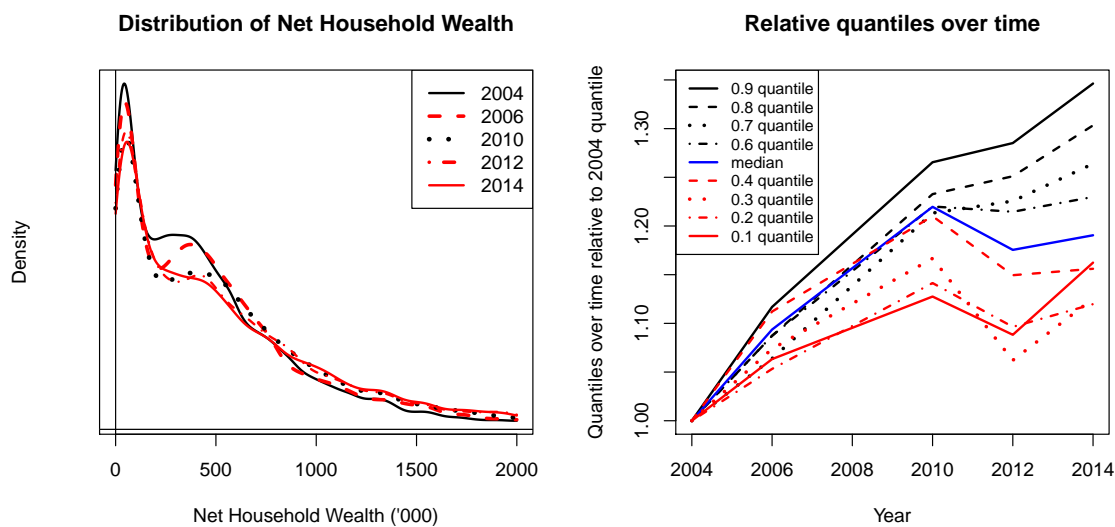 Distribution of Net Household Wealth
Density
2004
2006
2010
2012
2014
0
500
1000
1500
2000
Net Household Wealth ('000)
Relative quantiles over time
Quantiles over time relative to 2004 quantile
1.30
1.20
1.10
1.00
0.9 quantile
0.8 quantile
0.7 quantile
0.6 quantile
median
0.4 quantile
0.3 quantile
0.2 quantile
0.1 quantile
2004
2006
2008
2010
2012
2014
Year